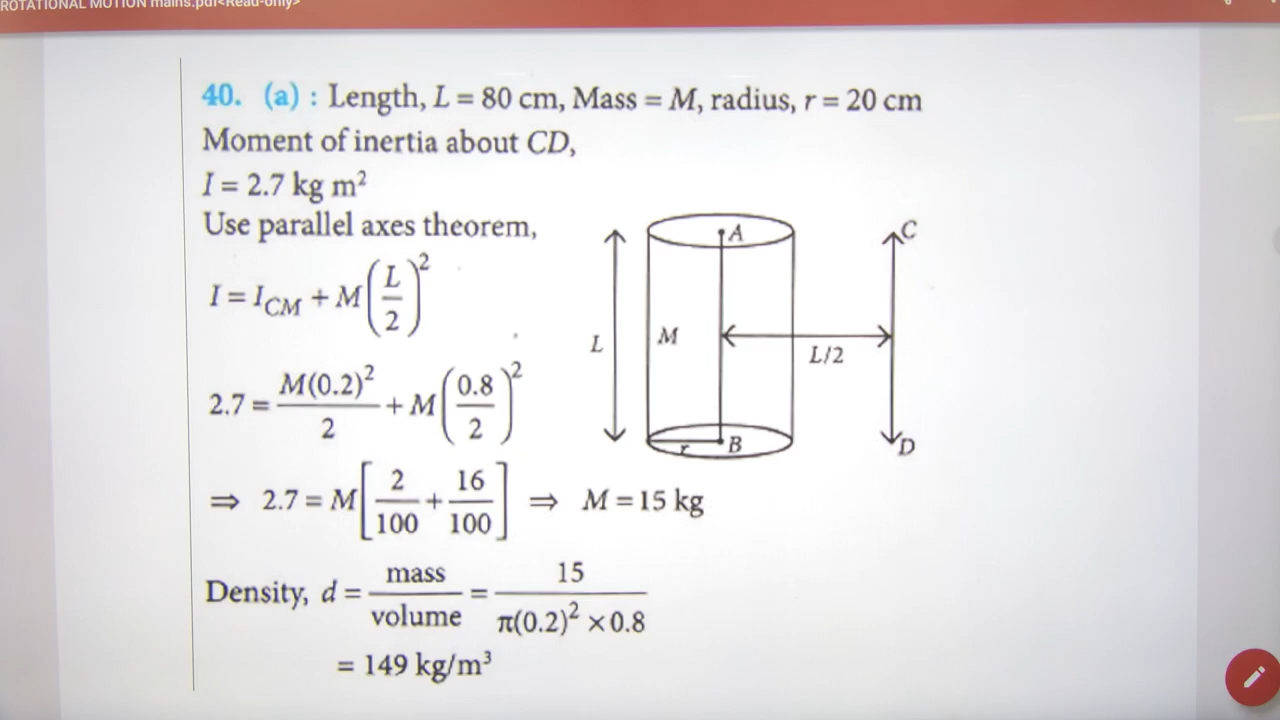 ROTATIONAL MOTION mains.pdf<Read-only>
40. (a) : Length, L = 80 cm, Mass = M, radius, r = 20 cm
Moment of inertia about CD,
I = 2.7 kg m²
Use parallel axes theorem,
I = I_CM + M(L/2)²
2.7 = M(0.2)²/2 + M(0.8/2)²
⇒ 2.7 = M[2/100 + 16/100] ⇒ M = 15 kg
Density, d = mass/volume = 15/π(0.2)² × 0.8
= 149 kg/m³
A
C
L
M
L/2
r
B
D